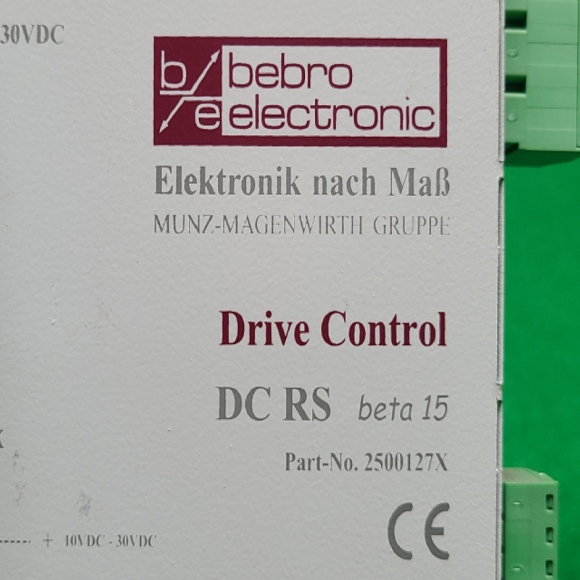 30VDC
b/e
bebro
electronic
Elektronik nach Maß
MUNZ-MAGENWIRTH GRUPPE
Drive Control
DC RS beta 15
Part-No. 2500127X
CE
+ 10VDC - 30VDC